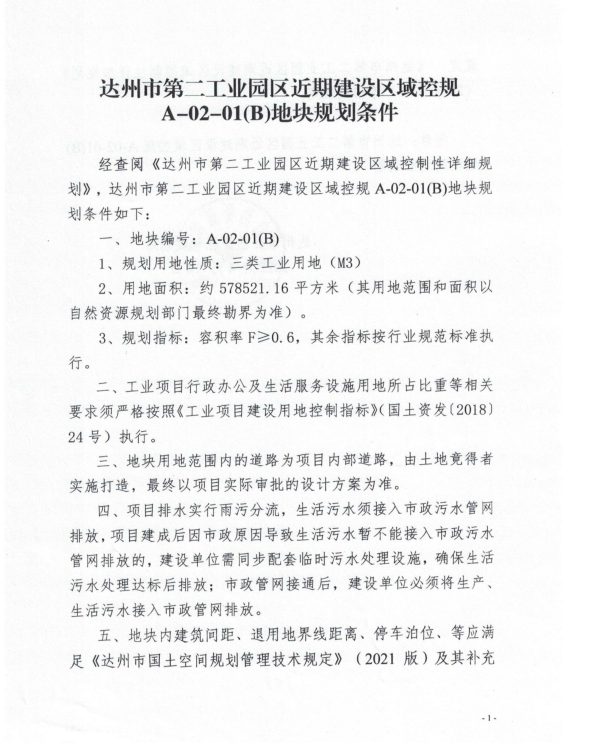 达州市第二工业园区近期建设区域控规
A-02-01(B)地块规划条件
经查阅《达州市第二工业园区近期建设区域控制性详细规
划》，达州市第二工业园区近期建设区域控规 A-02-01(B)地块规
划条件如下：
一、地块编号：A-02-01(B)
1、规划用地性质：三类工业用地（M3）
2、用地面积：约 578521.16 平方米（其用地范围和面积以
自然资源规划部门最终勘界为准）。
3、规划指标：容积率 F≥0.6，其余指标按行业规范标准执
行。
二、工业项目行政办公及生活服务设施用地所占比重等相关
要求须严格按照《工业项目建设用地控制指标》（国土资发〔2018〕
24 号）执行。
三、地块用地范围内的道路为项目内部道路，由土地竟得者
实施打造，最终以项目实际审批的设计方案为准。
四、项目排水实行雨污分流，生活污水须接入市政污水管网
排放，项目建成后因市政原因导致生活污水暂不能接入市政污水
管网排放的，建设单位需同步配套临时污水处理设施，确保生活
污水处理达标后排放；市政管网接通后，建设单位必须将生产、
生活污水接入市政管网排放。
五、地块内建筑间距、退用地界线距离、停车泊位、等应满
足《达州市国土空间规划管理技术规定》（2021 版）及其补充
- 1 -